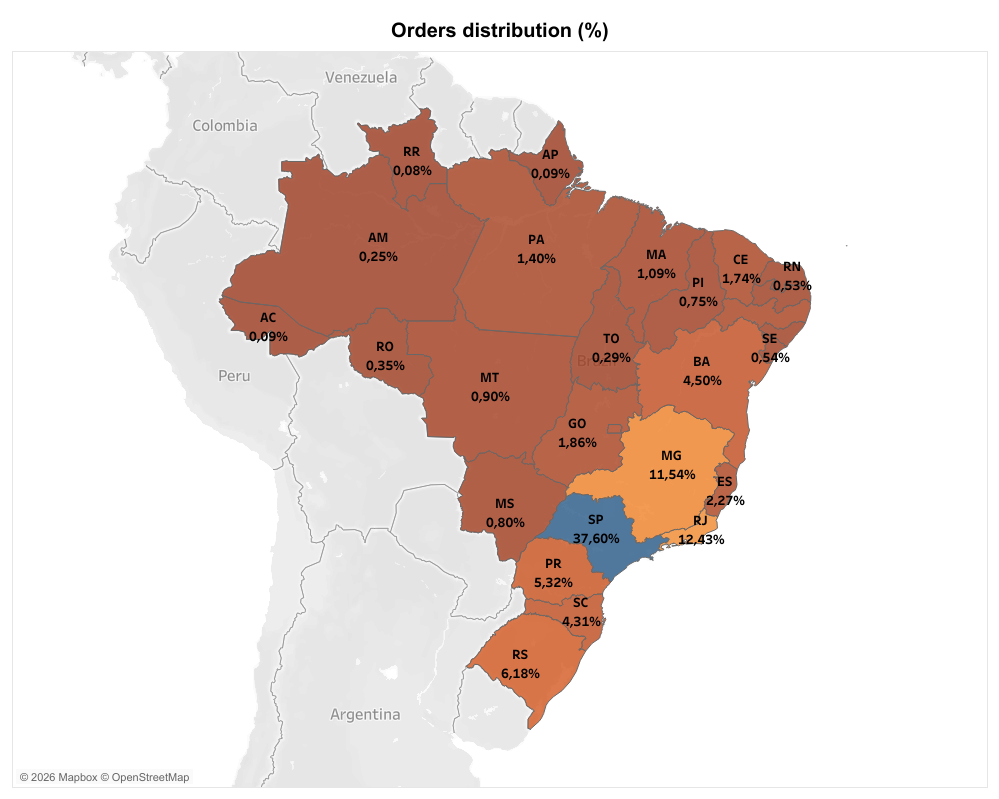 Orders distribution (%)
Venezuela
Colombia
RR
0,08%
AP
0,09%
AM
0,25%
PA
1,40%
MA
1,09%
CE
1,74%
RN
0,53%
PI
0,75%
AC
0,09%
RO
0,35%
TO
0,29%
SE
0,54%
Peru
BA
4,50%
MT
0,90%
GO
1,86%
MG
11,54%
ES
2,27%
MS
0,80%
SP
37,60%
RJ
12,43%
PR
5,32%
SC
4,31%
RS
6,18%
Argentina
© 2026 Mapbox © OpenStreetMap